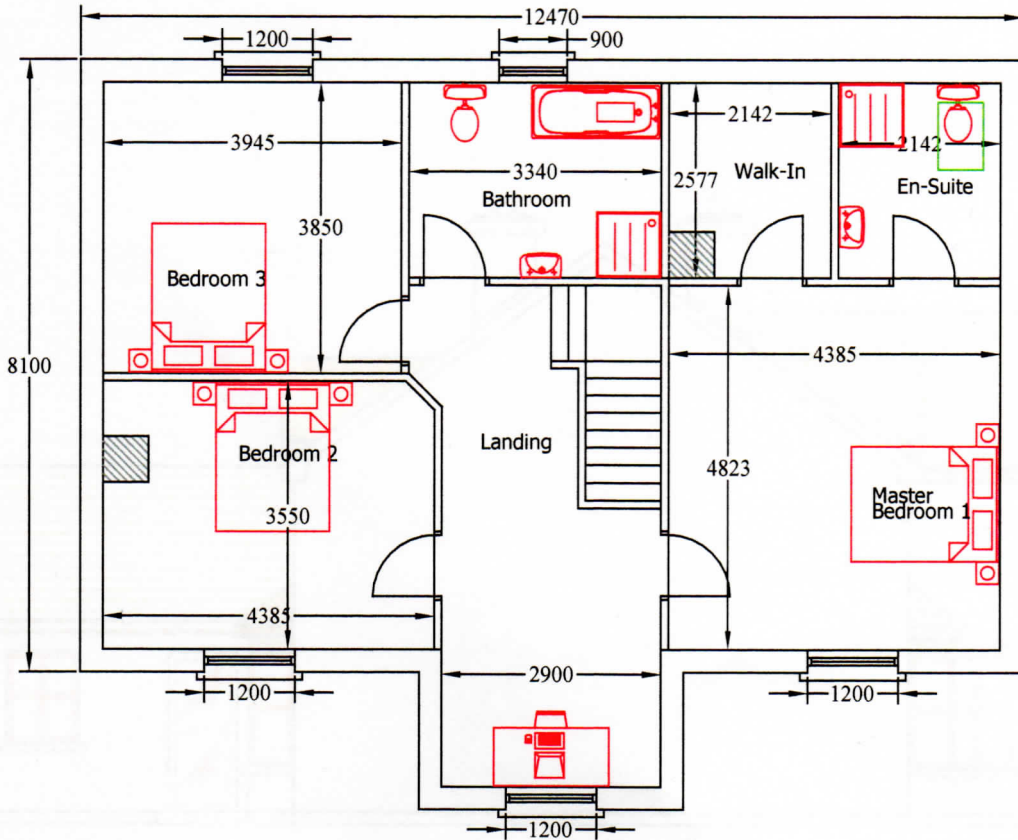 12470
1200
900
3945
3340
2142
2142
Bathroom
2577
Walk-In
En-Suite
3850
Bedroom 3
8100
4385
Landing
Bedroom 2
4823
Master
Bedroom 1
3550
4385
2900
1200
1200
1200